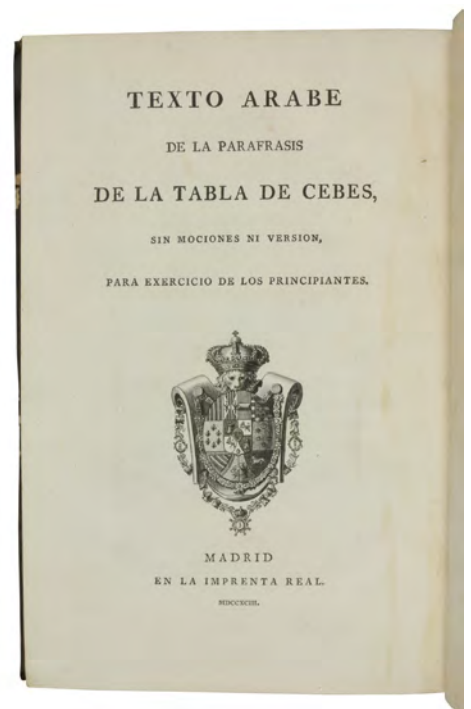 TEXTO ARABE
DE LA PARAFRASIS
DE LA TABLA DE CEBES,
SIN MOCIONES NI VERSION,
PARA EXERCICIO DE LOS PRINCIPIANTES.
MADRID
EN LA IMPRENTA REAL.
MDCCXCIII.